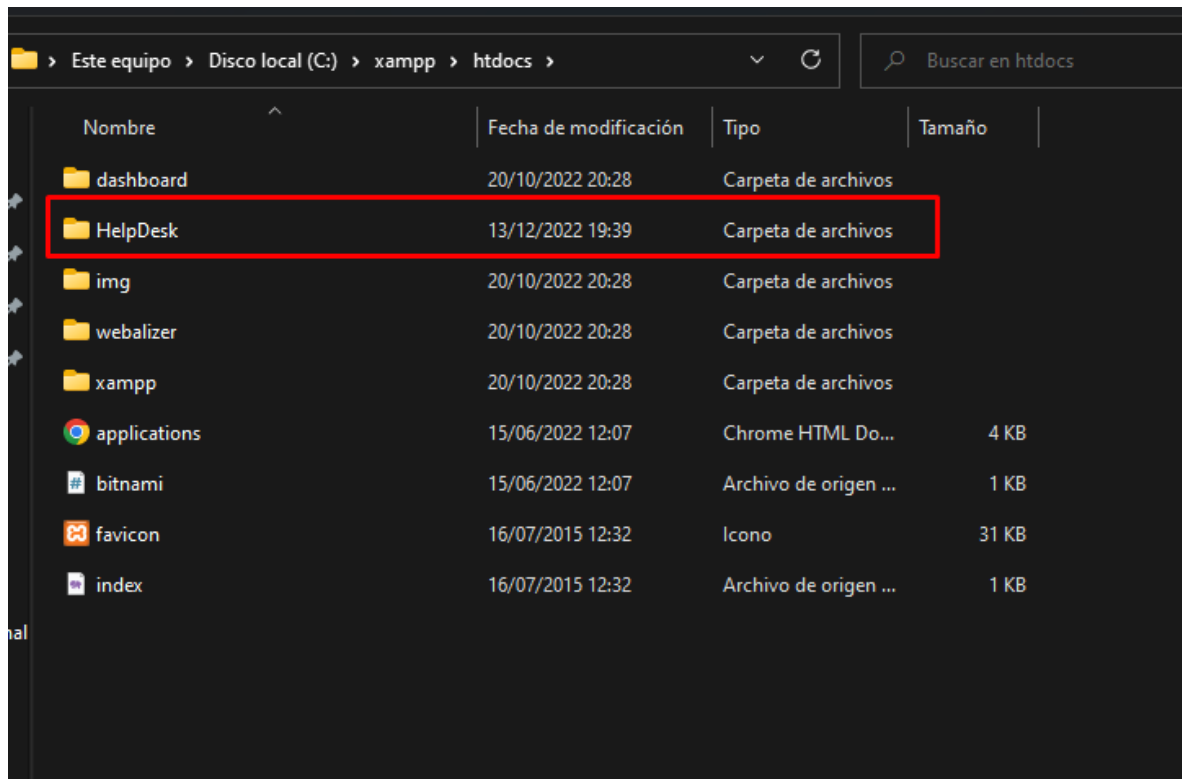 Este equipo > Disco local (C:) > xampp > htdocs > Buscar en htdocs
Nombre Fecha de modificación Tipo Tamaño
dashboard 20/10/2022 20:28 Carpeta de archivos
HelpDesk 13/12/2022 19:39 Carpeta de archivos
img 20/10/2022 20:28 Carpeta de archivos
webalizer 20/10/2022 20:28 Carpeta de archivos
xampp 20/10/2022 20:28 Carpeta de archivos
applications 15/06/2022 12:07 Chrome HTML Do... 4 KB
bitnami 15/06/2022 12:07 Archivo de origen ... 1 KB
favicon 16/07/2015 12:32 Icono 31 KB
index 16/07/2015 12:32 Archivo de origen ... 1 KB